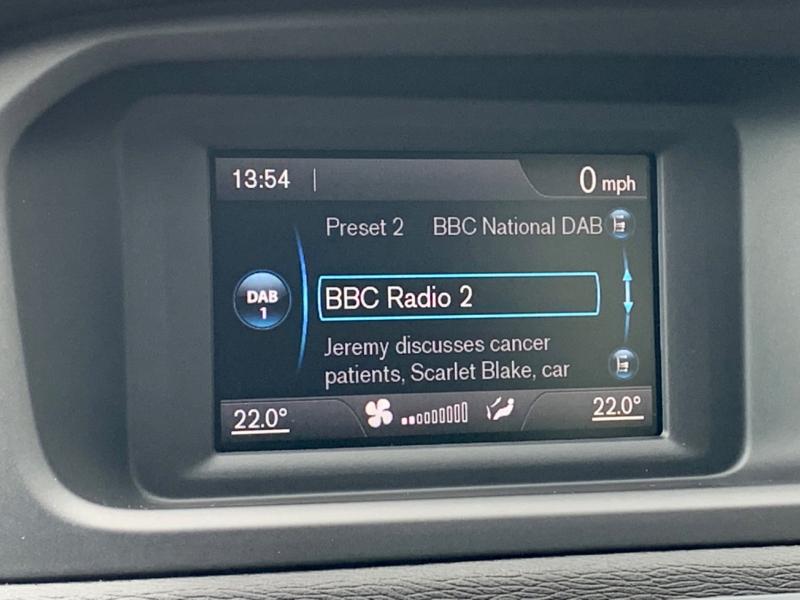 13:54 0 mph
Preset 2 BBC National DAB
DAB
1
BBC Radio 2
Jeremy discusses cancer
patients, Scarlet Blake, car
22.0° 22.0°